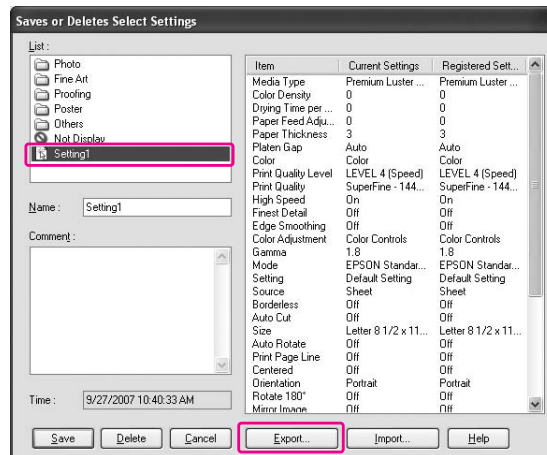 Saves or Deletes Select Settings
List :
Photo
Fine Art
Proofing
Poster
Others
Not Display
Setting1
Name : Setting1
Comment :
Time : 9/27/2007 10:40:33 AM
Item Current Settings Registered Sett...
Media Type Premium Luster ... Premium Luster ...
Color Density 0 0
Drying Time per ... 0 0
Paper Feed Adju... 0 0
Paper Thickness 3 3
Platen Gap Auto Auto
Color Color Color
Print Quality Level LEVEL 4 (Speed) LEVEL 4 (Speed)
Print Quality SuperFine - 144... SuperFine - 144...
High Speed On On
Finest Detail Off Off
Edge Smoothing Off Off
Color Adjustment Color Controls Color Controls
Gamma 1.8 1.8
Mode EPSON Standar... EPSON Standar...
Setting Default Setting Default Setting
Source Sheet Sheet
Borderless Off Off
Auto Cut Off Off
Size Letter 8 1/2 x 11... Letter 8 1/2 x 11...
Auto Rotate Off Off
Print Page Line Off Off
Centered Off Off
Orientation Portrait Portrait
Rotate 180° Off Off
Mirror Image Off Off
Save Delete Cancel Export... Import... Help